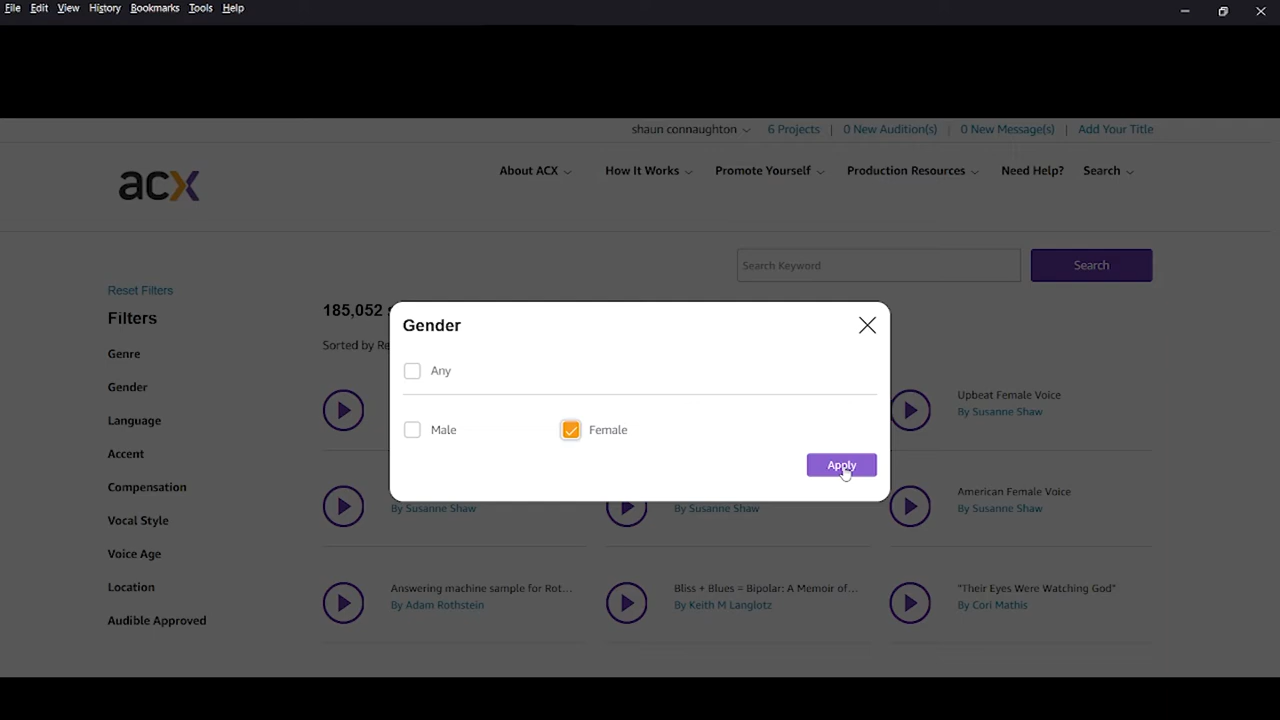 File Edit View History Bookmarks Tools Help
shaun connaughton 6 Projects | 0 New Audition(s) | 0 New Message(s) | Add Your Title
acx
About ACX How It Works Promote Yourself Production Resources Need Help? Search
Search Keyword Search
Reset Filters
Filters
185,052
Sorted by Re
Genre
Gender
Language
Accent
Compensation
Vocal Style
Voice Age
Location
Audible Approved
Gender
Any
Male Female
Apply
Upbeat Female Voice
By Susanne Shaw
By Susanne Shaw
By Susanne Shaw
American Female Voice
By Susanne Shaw
Answering machine sample for Rot...
By Adam Rothstein
Bliss + Blues = Bipolar: A Memoir of...
By Keith M Langlotz
"Their Eyes Were Watching God"
By Cori Mathis